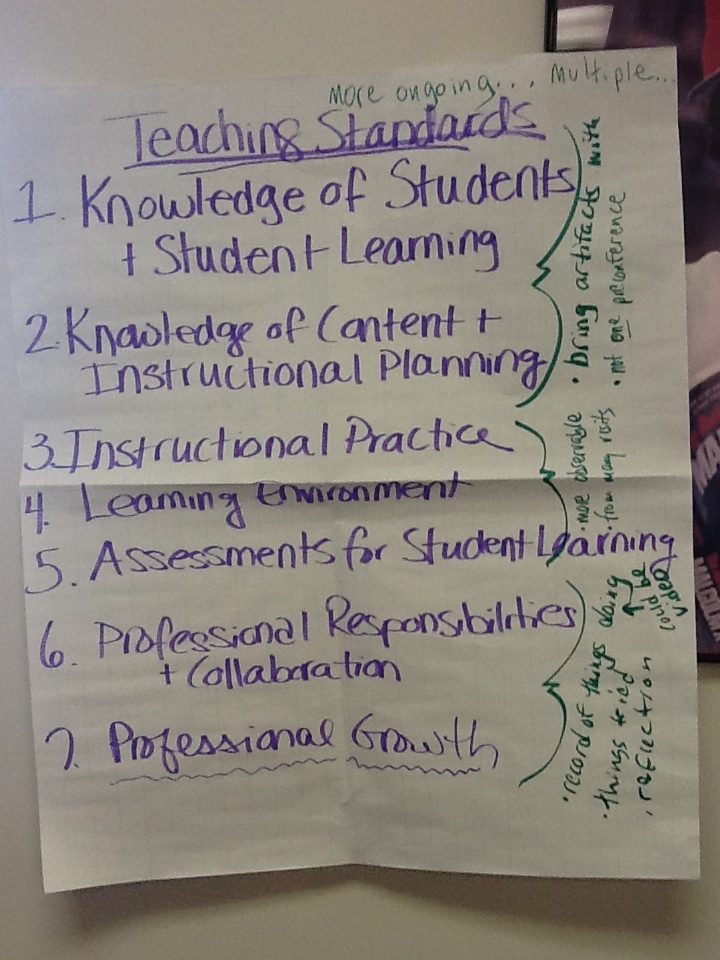 More ongoing... Multiple...
Teaching Standards
1. Knowledge of Students
+ Student Learning
2. Knowledge of Content +
Instructional Planning
3. Instructional Practice
4. Learning Environment
5. Assessments for Student Learning
6. Professional Responsibilities
+ Collaboration
7. Professional Growth
· bring artifacts with
· not one preconference
· more observable
· from many visits
· record of things doing
could be
video
· things tried
· reflection